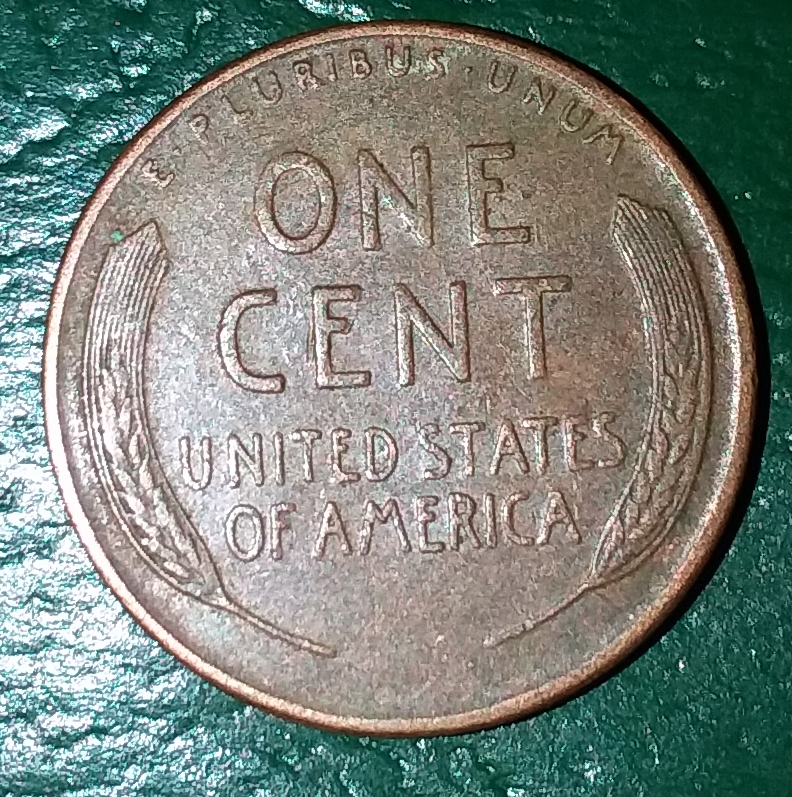 E · PLURIBUS · UNUM
ONE
CENT
UNITED STATES
OF AMERICA